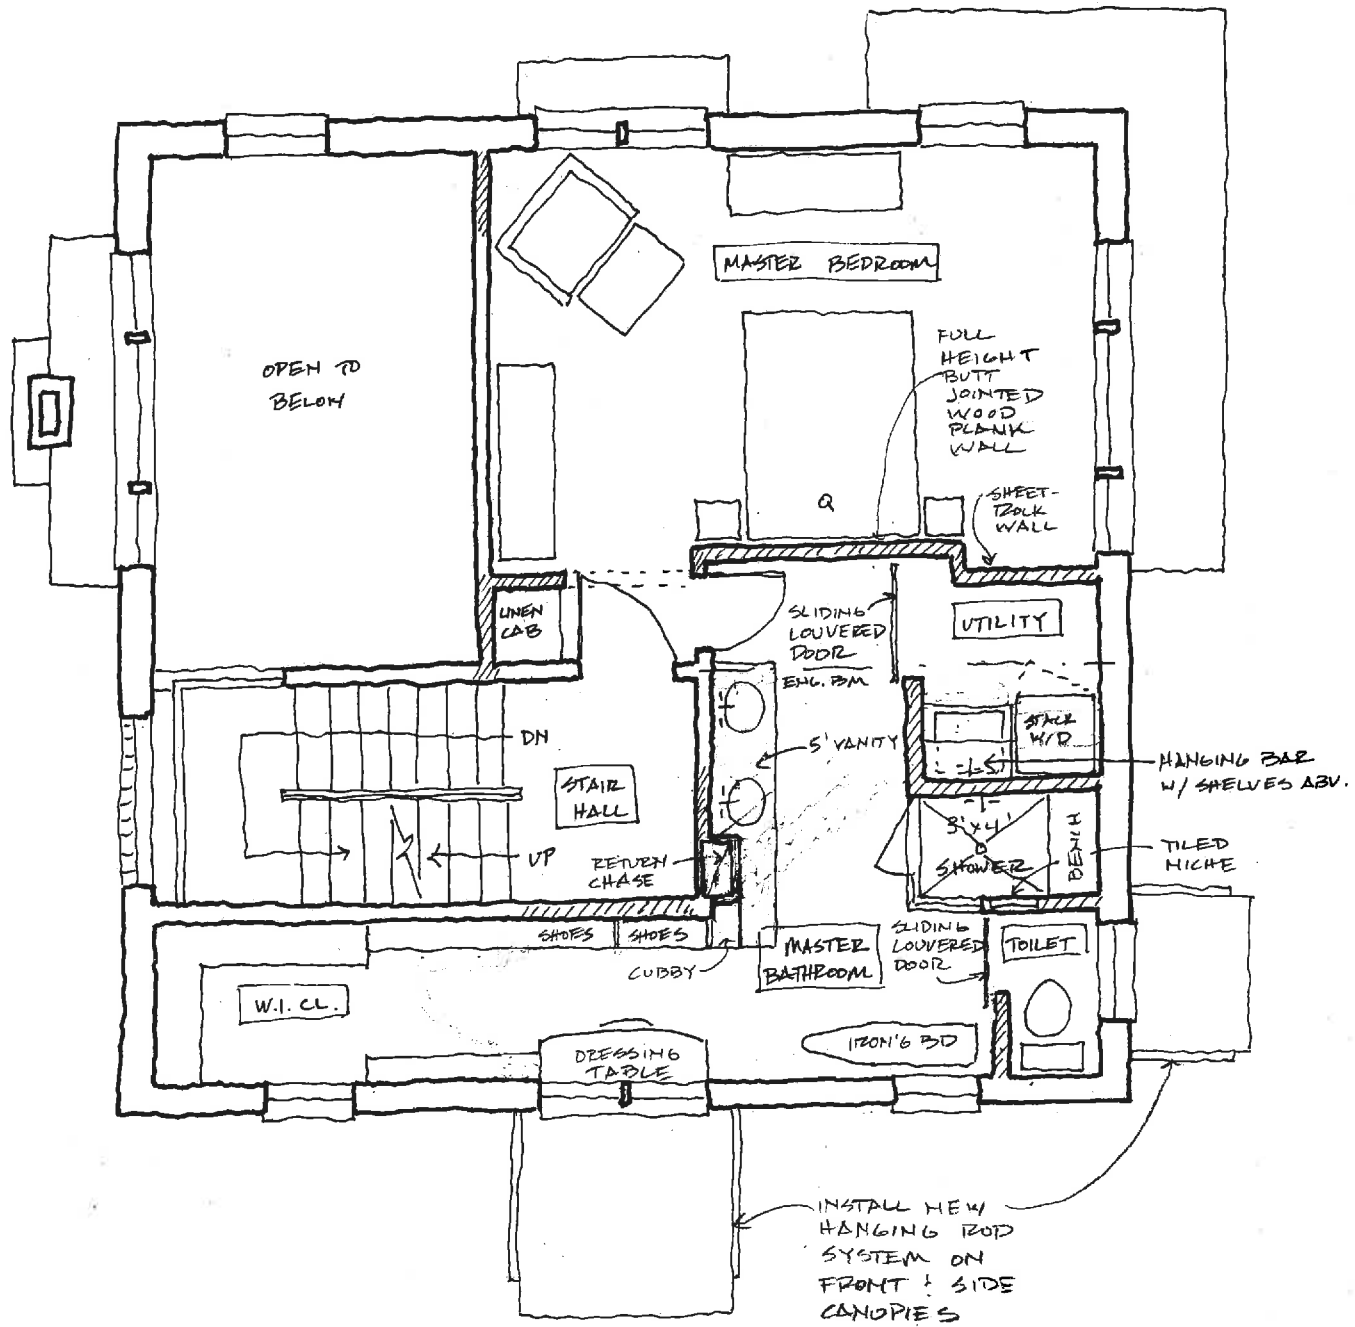 MASTER BEDROOM
FULL
HEIGHT
BUTT
JOINTED
WOOD
PLANK
WALL
OPEN TO
BELOW
Q
SHEET-
ROCK
WALL
LINEN
CAB
SLIDING
LOUVERED
DOOR
ENG. BM
UTILITY
STACK
W/D
DN
5' VANITY
HANGING BAR
W/ SHELVES ABV.
STAIR
HALL
UP
RETURN
CHASE
3' X 4'
SHOWER
BENCH
TILED
NICHE
SHOES
SHOES
CUBBY
MASTER
BATHROOM
SLIDING
LOUVERED
DOOR
TOILET
W.I. CL.
DRESSING
TABLE
IRON'G BD
INSTALL NEW
HANGING ROD
SYSTEM ON
FRONT & SIDE
CANOPIES